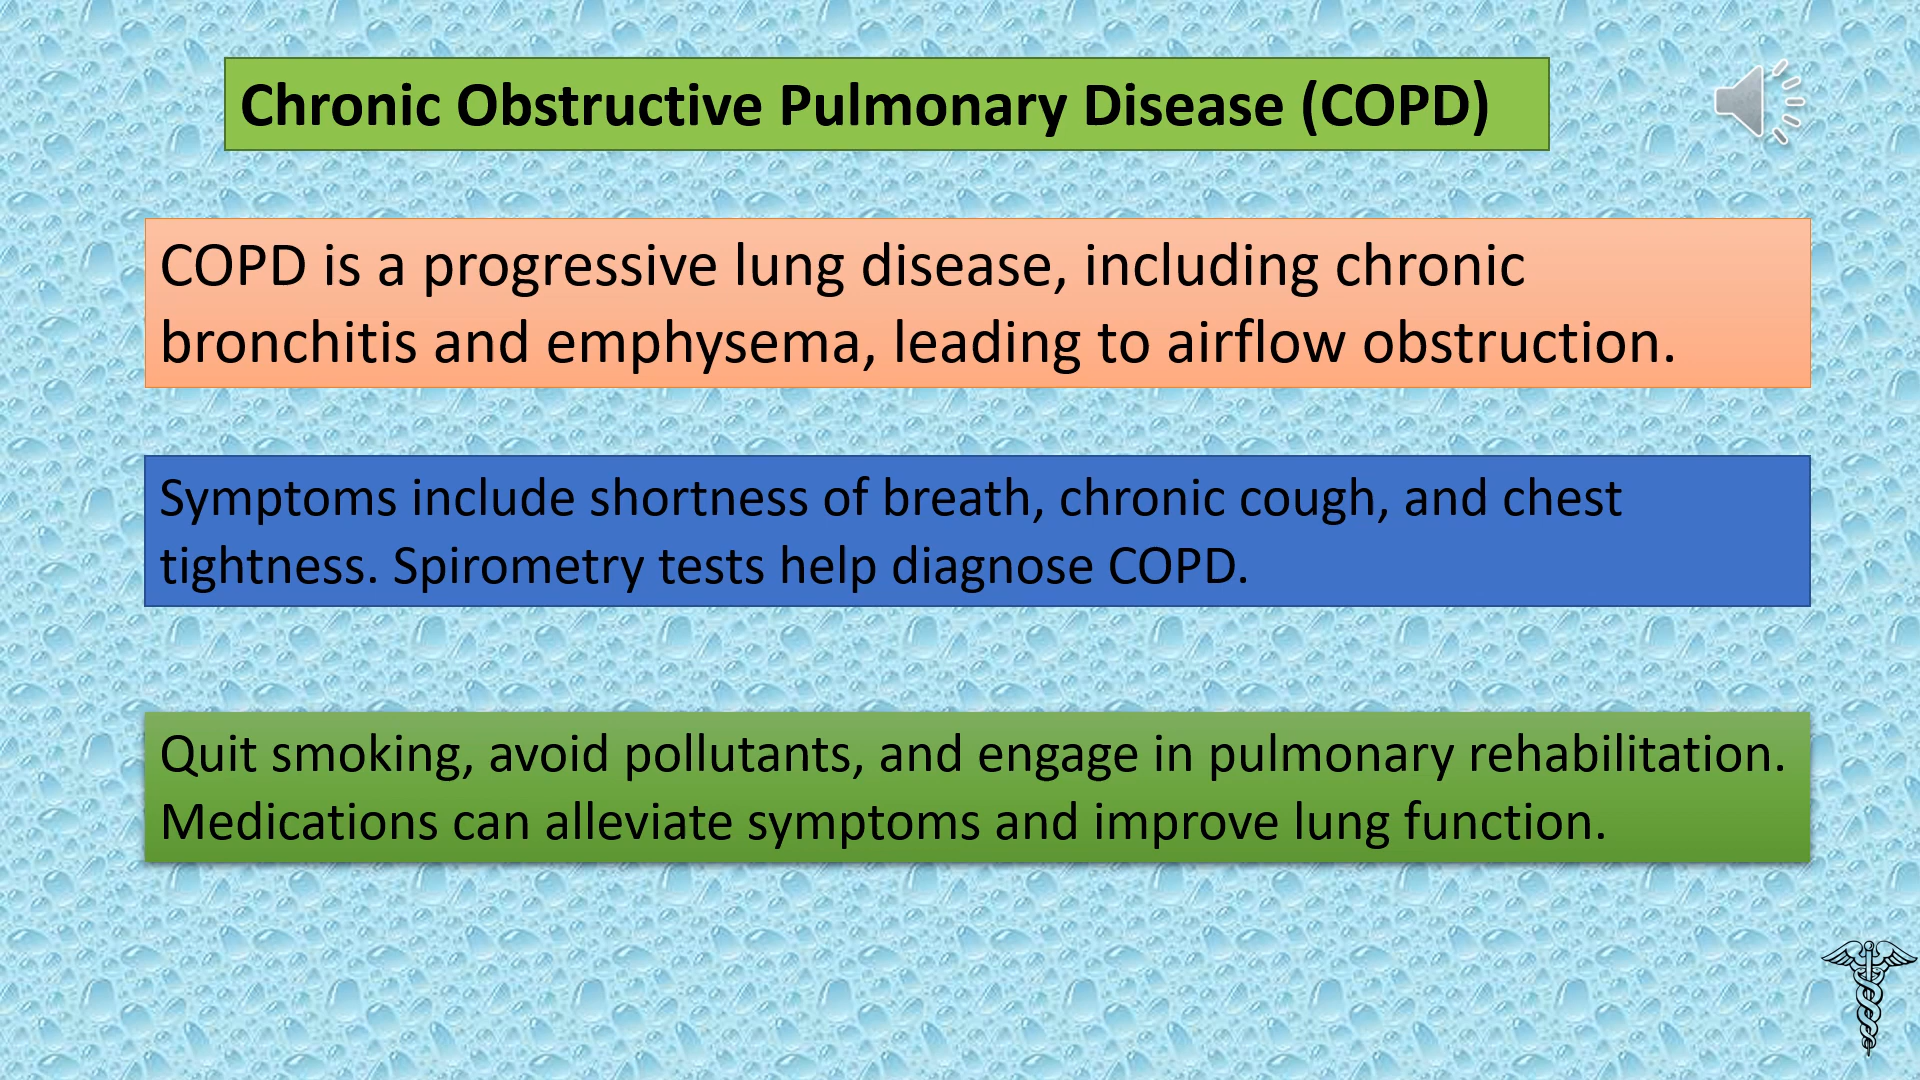 Chronic Obstructive Pulmonary Disease (COPD)
COPD is a progressive lung disease, including chronic
bronchitis and emphysema, leading to airflow obstruction.
Symptoms include shortness of breath, chronic cough, and chest
tightness. Spirometry tests help diagnose COPD.
Quit smoking, avoid pollutants, and engage in pulmonary rehabilitation.
Medications can alleviate symptoms and improve lung function.